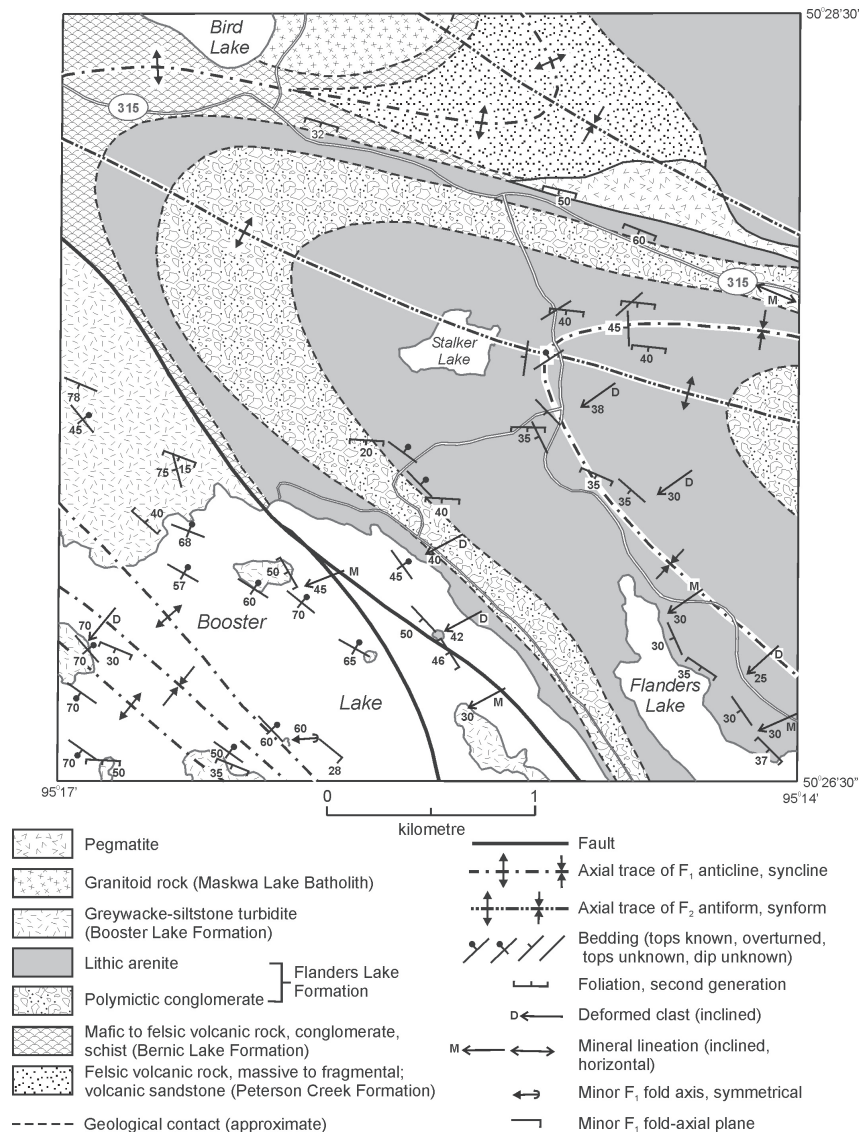 50°28'30'
Bird
Lake
315
32
50
60
315
M
40
45
40
Stalker
Lake
D
38
78
45
20
35
75
15
35
35
D
30
40
40
68
D
40
50
M
45
45
57
60
70
M
30
Booster
D
70
70
30
50
D
42
46
65
30
35
D
25
Flanders
Lake
Lake
70
M
30
30
M
30
60
60
50
37
70
50
35
28
50°26'30"
95°17'
95°14'
0
1
kilometre
Pegmatite
Granitoid rock (Maskwa Lake Batholith)
Greywacke-siltstone turbidite
(Booster Lake Formation)
Lithic arenite
Polymictic conglomerate
Flanders Lake
Formation
Mafic to felsic volcanic rock, conglomerate,
schist (Bernic Lake Formation)
Felsic volcanic rock, massive to fragmental;
volcanic sandstone (Peterson Creek Formation)
Geological contact (approximate)
Fault
Axial trace of F1 anticline, syncline
Axial trace of F2 antiform, synform
Bedding (tops known, overturned,
tops unknown, dip unknown)
Foliation, second generation
D
Deformed clast (inclined)
M
Mineral lineation (inclined,
horizontal)
Minor F1 fold axis, symmetrical
Minor F1 fold-axial plane